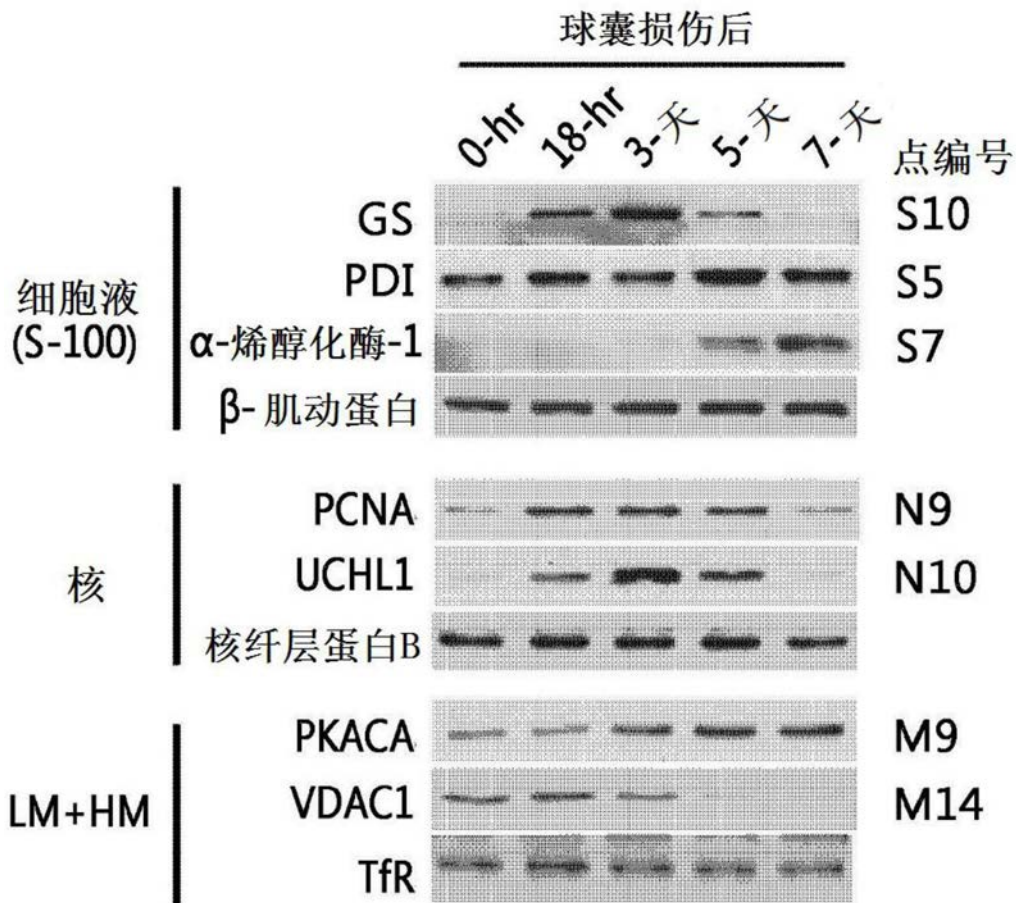 球囊损伤后
0-hr 18-hr 3-天 5-天 7-天 点编号
GS S10
PDI S5
细胞液
(S-100)
α-烯醇化酶-1 S7
β-肌动蛋白
PCNA N9
核
UCHL1 N10
核纤层蛋白B
PKACA M9
LM+HM
VDAC1 M14
TfR